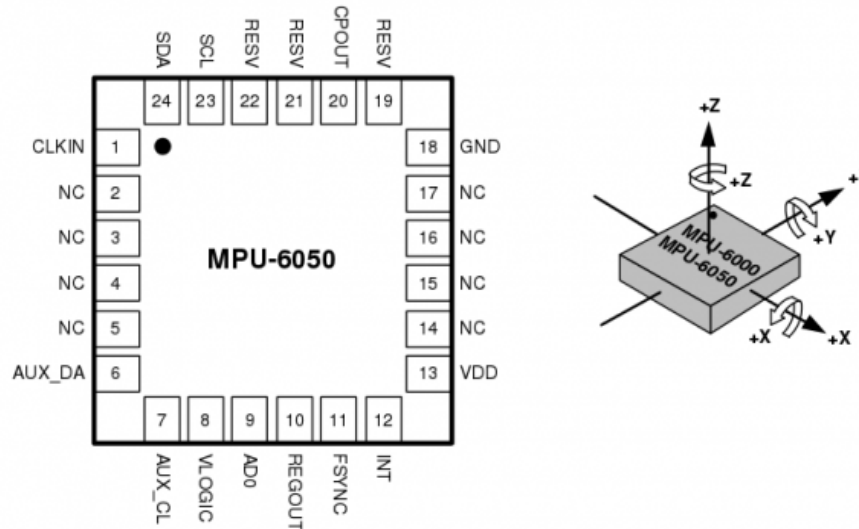 SDA SCL RESV RESV CPOUT RESV
24 23 22 21 20 19
CLKIN 1 18 GND
NC 2 17 NC
NC 3 16 NC
MPU-6050
NC 4 15 NC
NC 5 14 NC
AUX_DA 6 13 VDD
7 8 9 10 11 12
AUX_CL VLOGIC AD0 REGOUT FSYNC INT
+Z
+Z
+
+Y
MPU-6000
MPU-6050
+X
+X